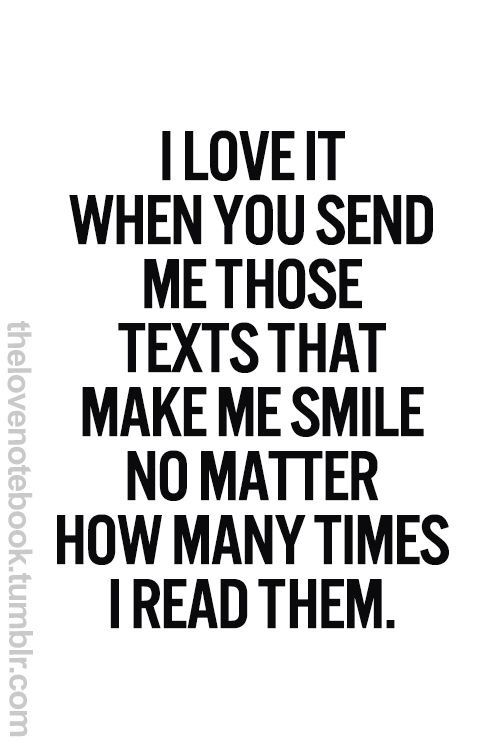 I LOVE IT
WHEN YOU SEND
ME THOSE
TEXTS THAT
MAKE ME SMILE
NO MATTER
HOW MANY TIMES
I READ THEM.
thelovenotebook.tumblr.com